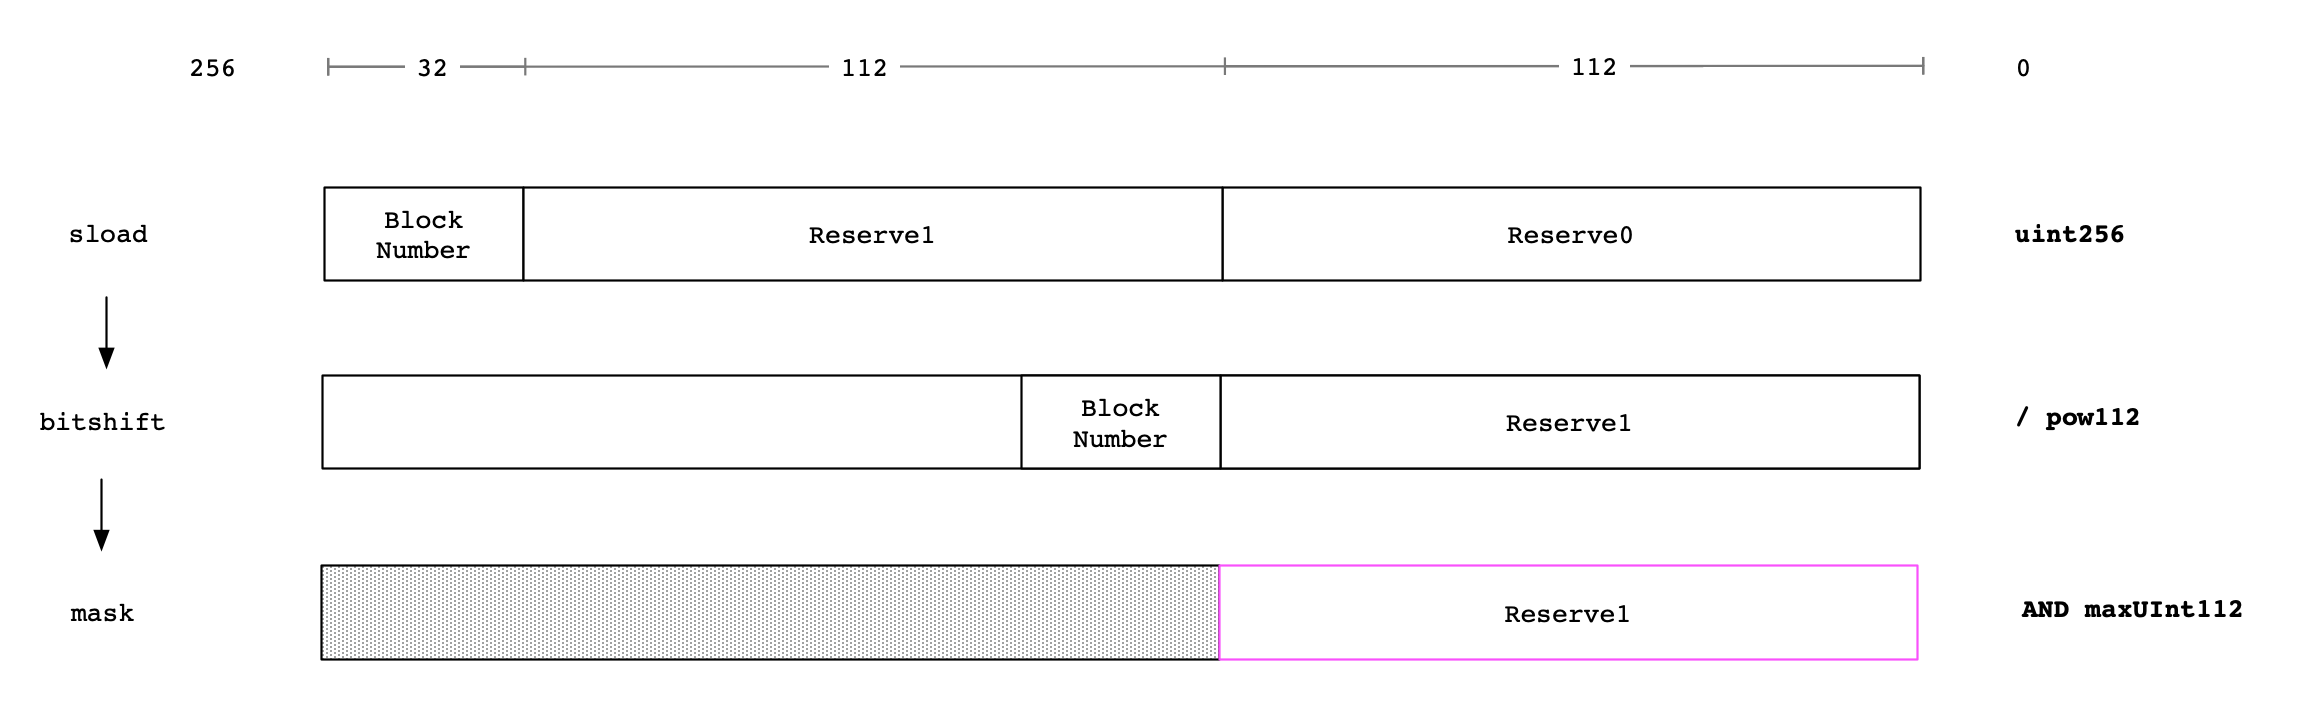 256 32 112 112 0
sload
Block
Number
Reserve1
Reserve0
uint256
bitshift
Block
Number
Reserve1
/ pow112
mask
Reserve1
AND maxUInt112